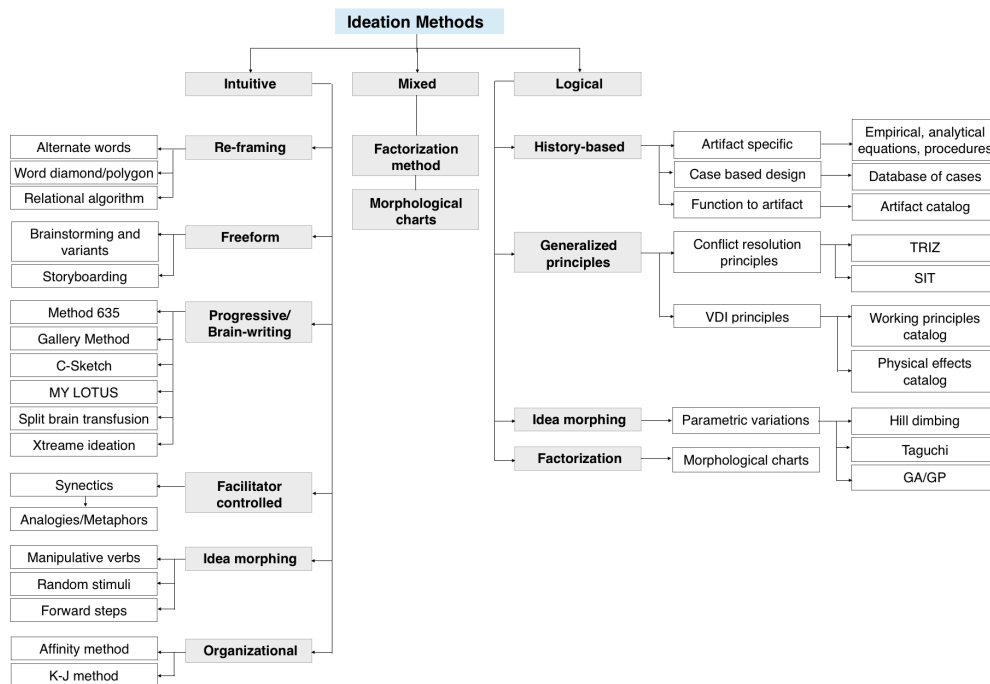 Ideation Methods
Intuitive
Mixed
Logical
Re-framing
Alternate words
Word diamond/polygon
Relational algorithm
Freeform
Brainstorming and
variants
Storyboarding
Progressive/
Brain-writing
Method 635
Gallery Method
C-Sketch
MY LOTUS
Split brain transfusion
Xtreame ideation
Facilitator
controlled
Synectics
Analogies/Metaphors
Idea morphing
Manipulative verbs
Random stimuli
Forward steps
Organizational
Affinity method
K-J method
Factorization
method
Morphological
charts
History-based
Artifact specific
Empirical, analytical
equations, procedures
Case based design
Database of cases
Function to artifact
Artifact catalog
Generalized
principles
Conflict resolution
principles
TRIZ
SIT
VDI principles
Working principles
catalog
Physical effects
catalog
Idea morphing
Parametric variations
Hill dimbing
Taguchi
GA/GP
Factorization
Morphological charts